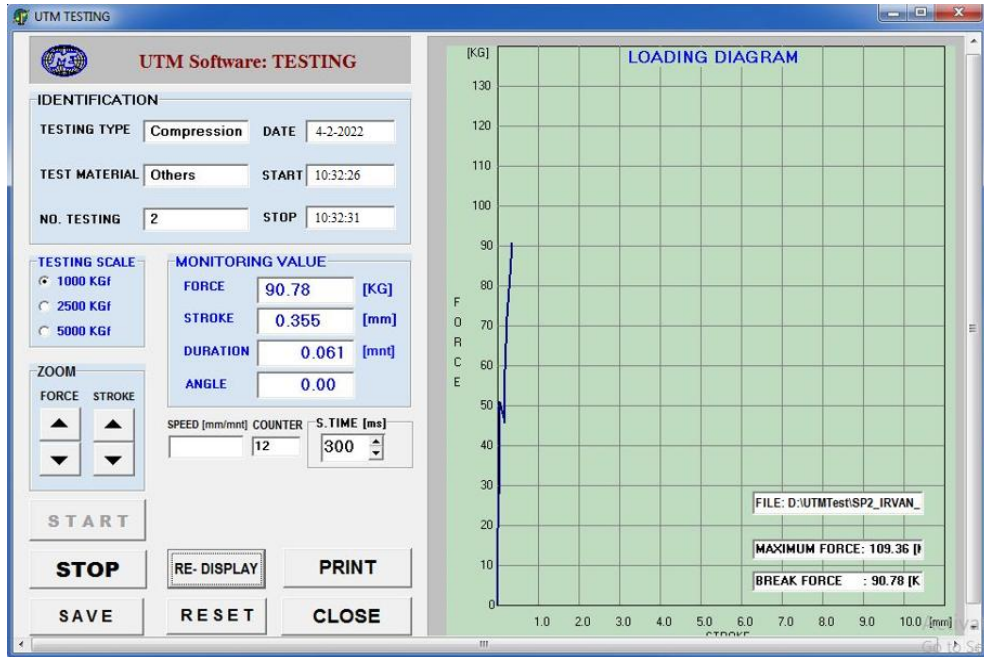 UTM TESTING
UTM Software: TESTING
IDENTIFICATION
TESTING TYPE Compression DATE 4-2-2022
TEST MATERIAL Others START 10:32:26
NO. TESTING 2 STOP 10:32:31
TESTING SCALE
1000 KGf
2500 KGf
5000 KGf
MONITORING VALUE
FORCE 90.78 [KG]
STROKE 0.355 [mm]
DURATION 0.061 [mnt]
ANGLE 0.00
ZOOM
FORCE STROKE
SPEED [mm/mnt] COUNTER S.TIME [ms]
12 300
START
STOP RE- DISPLAY PRINT
SAVE RESET CLOSE
[KG] LOADING DIAGRAM
130
120
110
100
90
80
70
60
50
40
30
20
10
0
FORCE
FILE: D:\UTMTest\SP2_IRVAN_
MAXIMUM FORCE: 109.36 [
BREAK FORCE : 90.78 [K
1.0 2.0 3.0 4.0 5.0 6.0 7.0 8.0 9.0 10.0 [mm]
STROKE
Go to Se